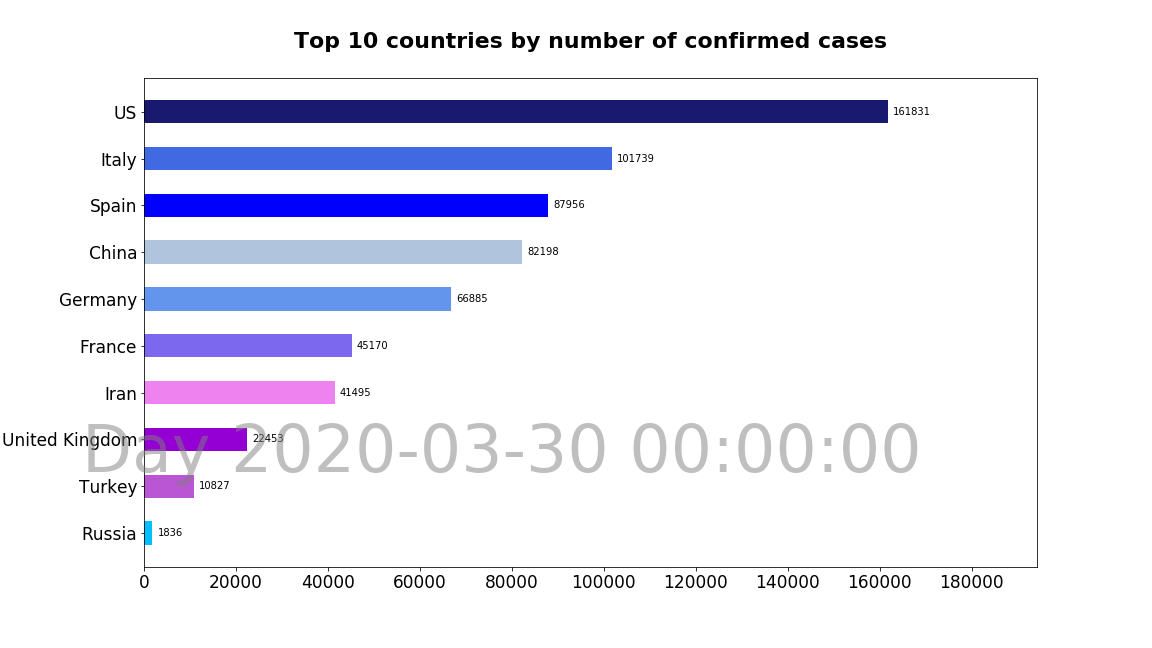 Top 10 countries by number of confirmed cases
US 161831
Italy 101739
Spain 87956
China 82198
Germany 66885
France 45170
Iran 41495
United Kingdom 22453
Day 2020-03-30 00:00:00
Turkey 10827
Russia 1836
0 20000 40000 60000 80000 100000 120000 140000 160000 180000